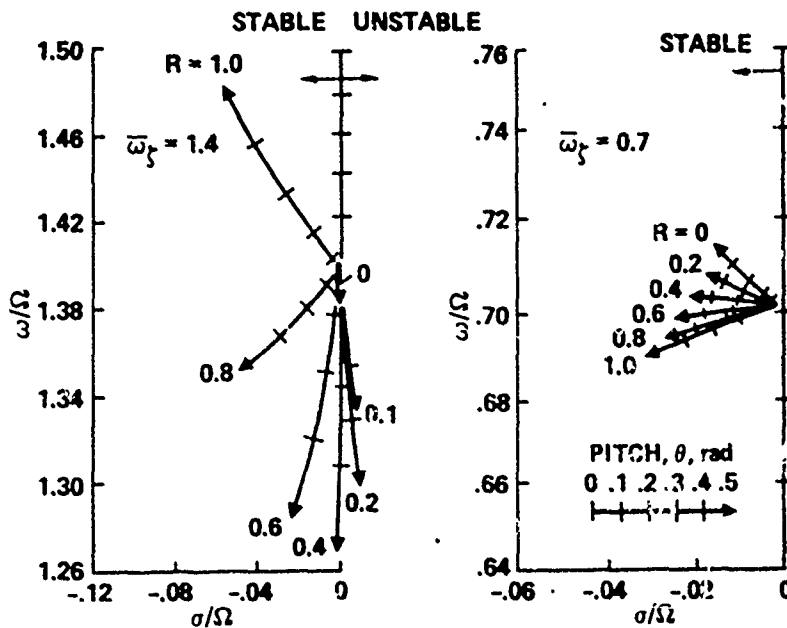 STABLE UNSTABLE
1.50
R = 1.0
1.46
ω̄ζ = 1.4
1.42
0
ω/Ω
1.38
0.8
1.34
0.1
0.2
1.30
0.6
0.4
1.26
-.12
-.04
0
σ/Ω
STABLE
.76
.74
ω̄ζ = 0.7
.72
R = 0
0.2
0.4
ω/Ω
.70
0.6
0.8
1.0
.68
PITCH, θ, rad
0 .1 .2 .3 .4 .5
.66
.64
-.06
-.04
-.02
0
σ/Ω